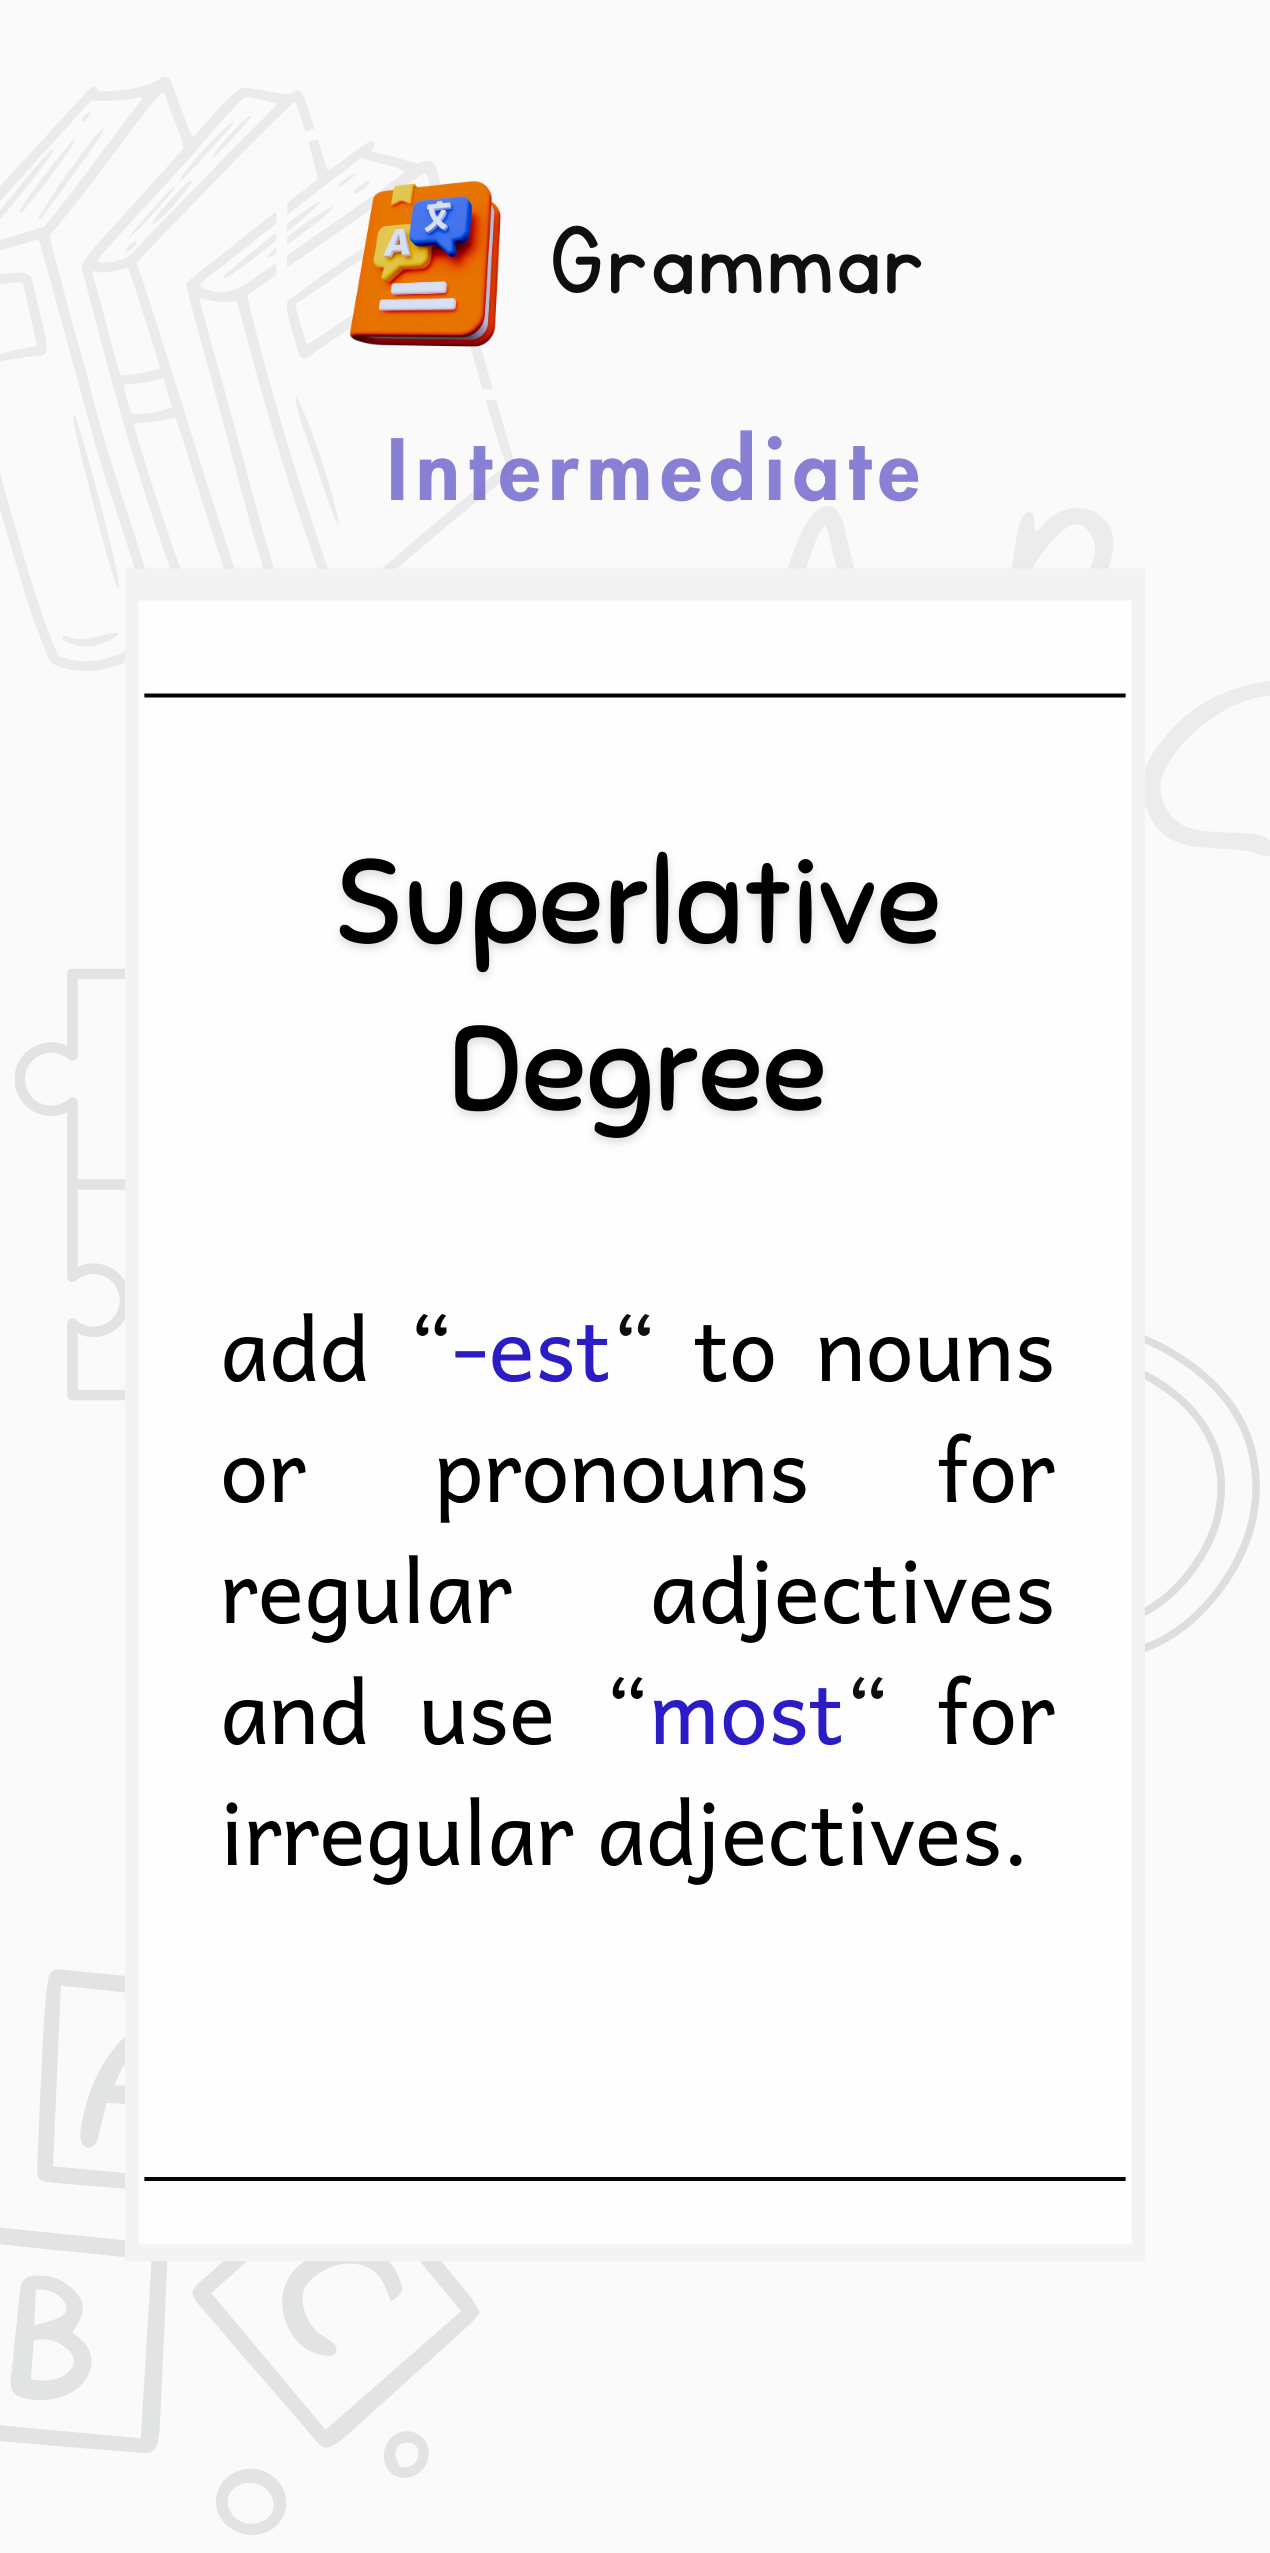 A 文
Grammar
Intermediate
Superlative
Degree
add “-est“ to nouns
or pronouns for
regular adjectives
and use “most“ for
irregular adjectives.
A
B
C